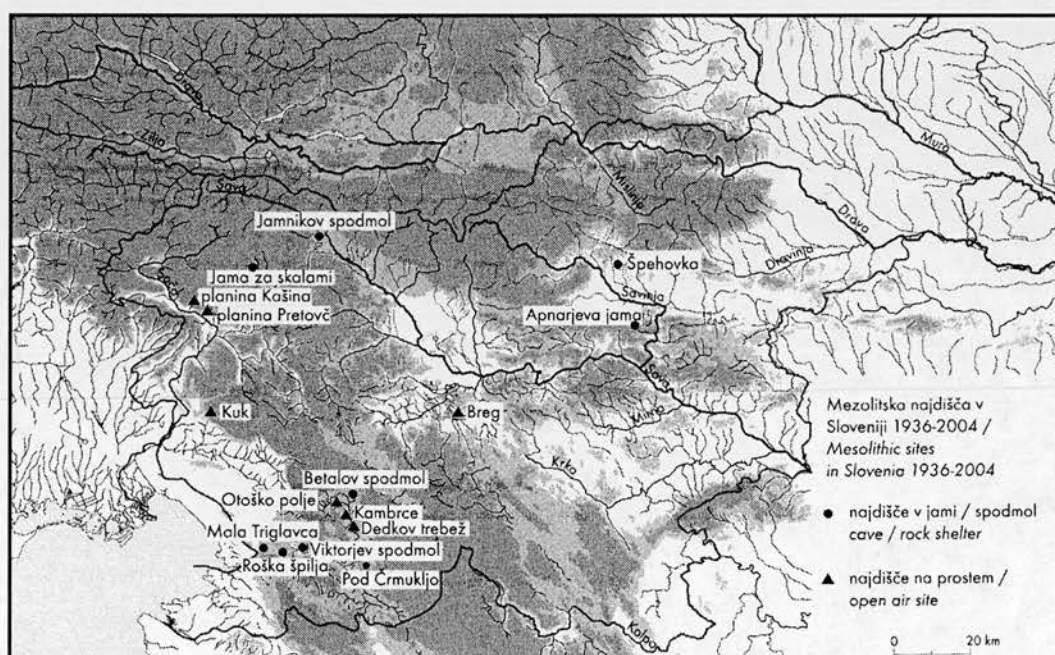 Drava
Zilja
Sava
Mislinja
Mura
Drava
Jamnikov spodmol
Špehovka
Dravinja
Jama za skalami
Soča
planina Kašina
planina Pretovč
Savinja
Apnarjeva jama
Sava
Kuk
Breg
Mirna
Krka
Mezolitska najdišča v
Sloveniji 1936-2004 /
Mesolithic sites
in Slovenia 1936-2004
Betalov spodmol
Otoško polje
Kambrce
Dedkov trebež
najdišče v jami / spodmol
cave / rock shelter
Mala Triglavca
Viktorjev spodmol
Roška špilja
Pod Črmukljo
najdišče na prostem /
open air site
Kolpa
0 20 km